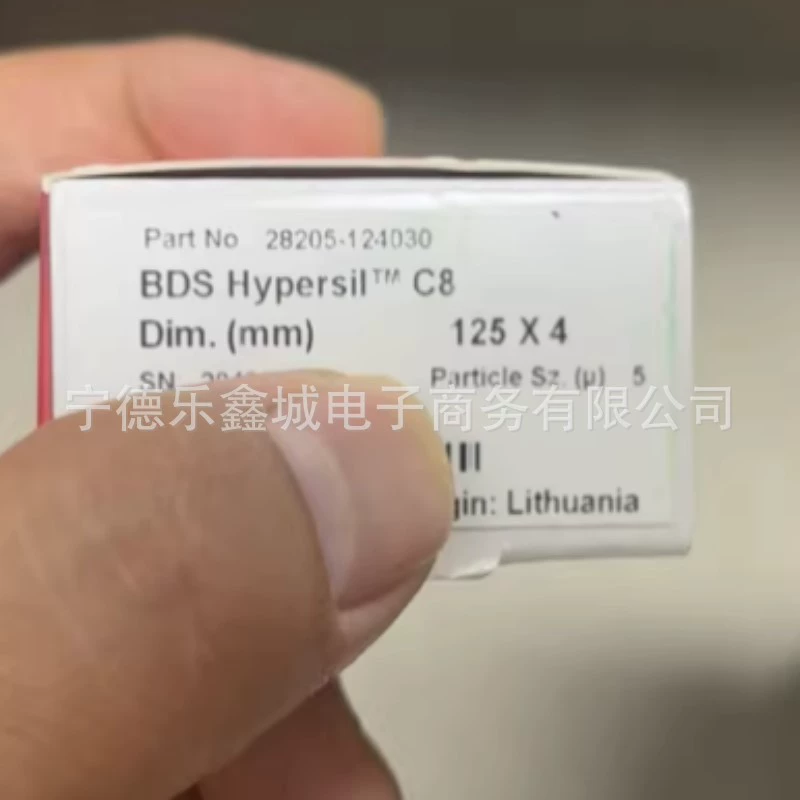 Part No 28205-124030
BDS Hypersil™ C8
Dim. (mm) 125 X 4
SN Particle Sz. (µ) 5
宁德乐鑫城电子商务有限公司
gin: Lithuania